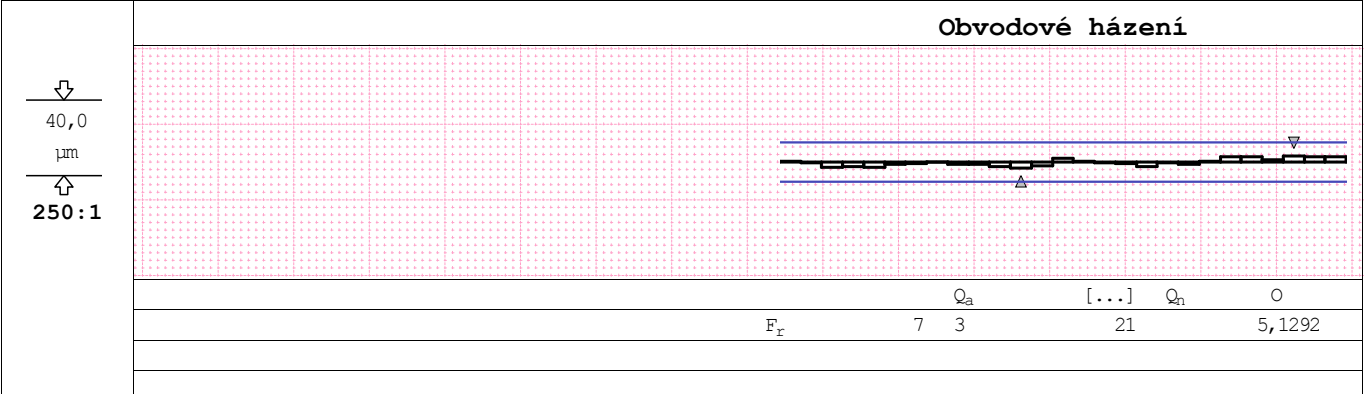 Obvodové házení
40,0
µm
250:1
Qa [...] Qn O
Fr 7 3 21 5,1292